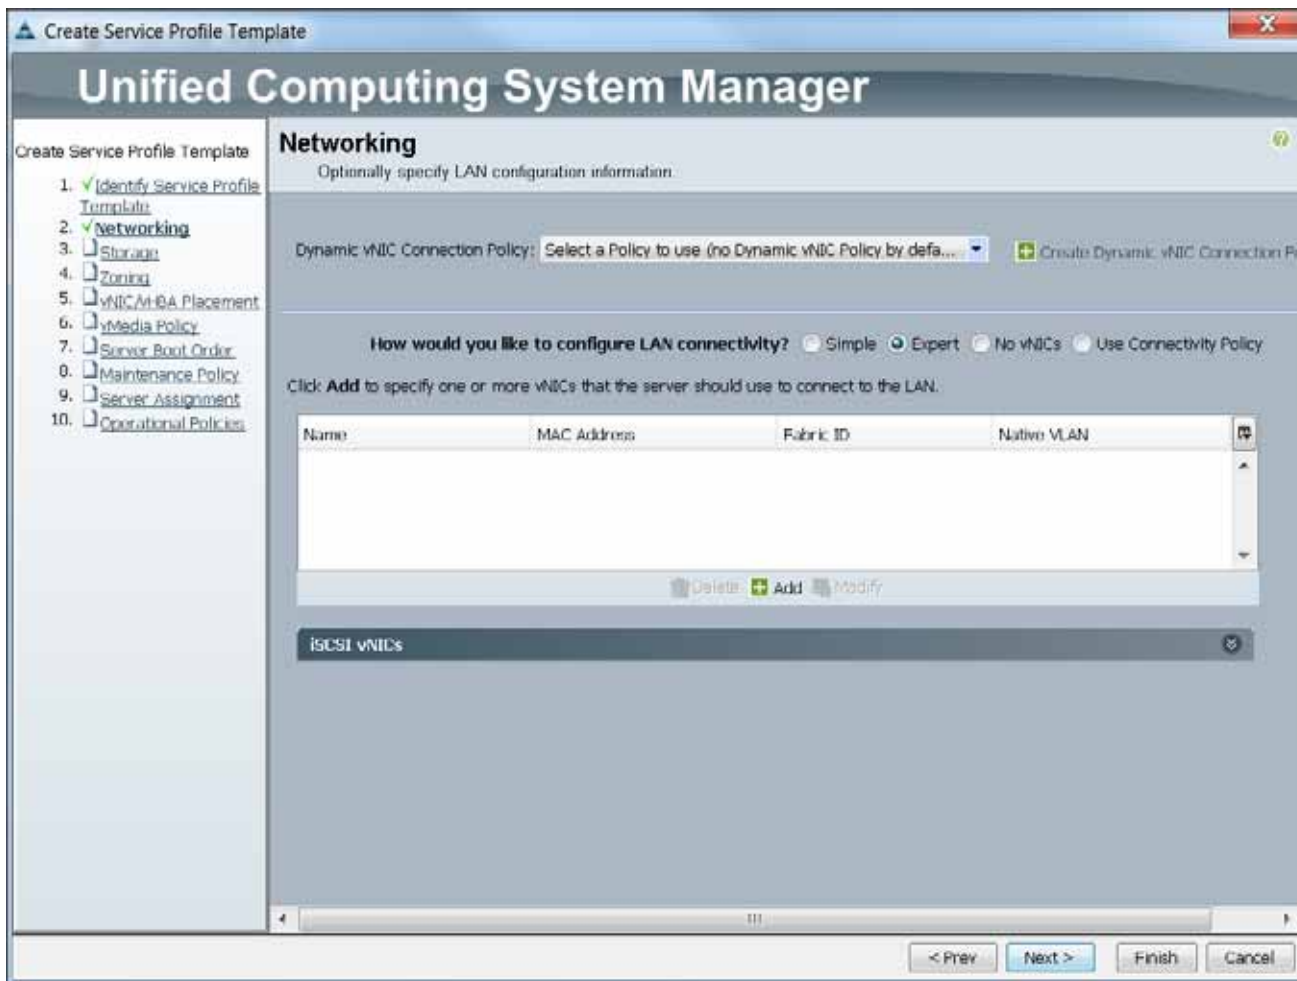 Create Service Profile Template
Unified Computing System Manager
Create Service Profile Template
1. √Identify Service Profile
Template
2. √Networking
3. Storage
4. Zoning
5. vNIC/vHBA Placement
6. vMedia Policy
7. Server Boot Order
8. Maintenance Policy
9. Server Assignment
10. Operational Policies
Networking
Optionally specify LAN configuration information.
Dynamic vNIC Connection Policy: Select a Policy to use (no Dynamic vNIC Policy by defa... Create Dynamic vNIC Connection P
How would you like to configure LAN connectivity? Simple Expert No vNICs Use Connectivity Policy
Click Add to specify one or more vNICs that the server should use to connect to the LAN.
Name MAC Address Fabric ID Native VLAN
Delete Add Modify
iSCSI vNICs
< Prev Next > Finish Cancel